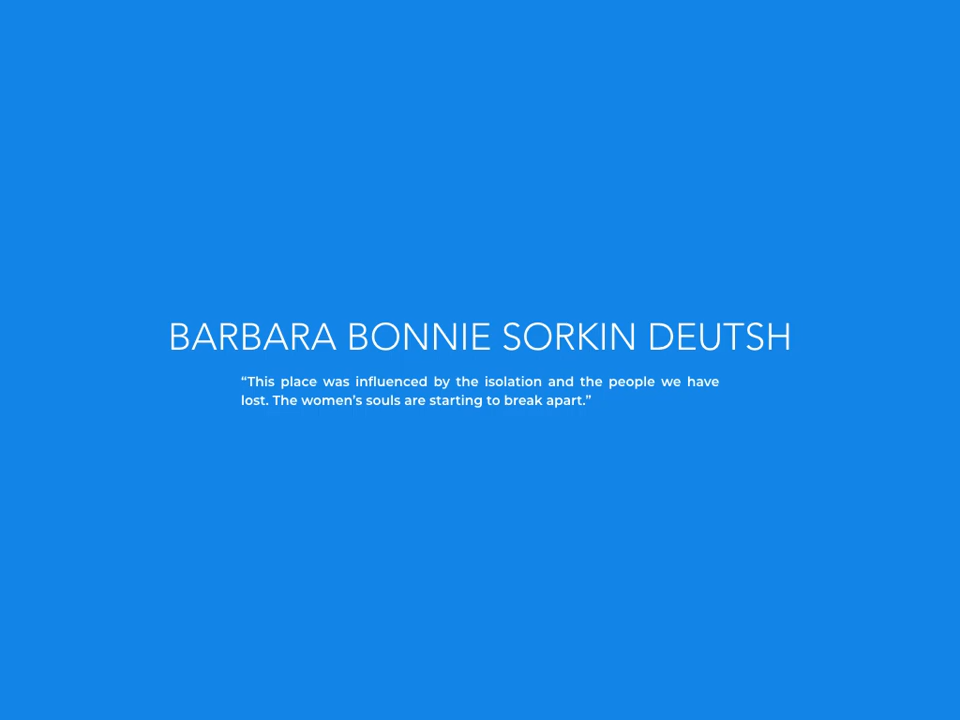 BARBARA BONNIE SORKIN DEUTSH
“This place was influenced by the isolation and the people we have
lost. The women’s souls are starting to break apart.”